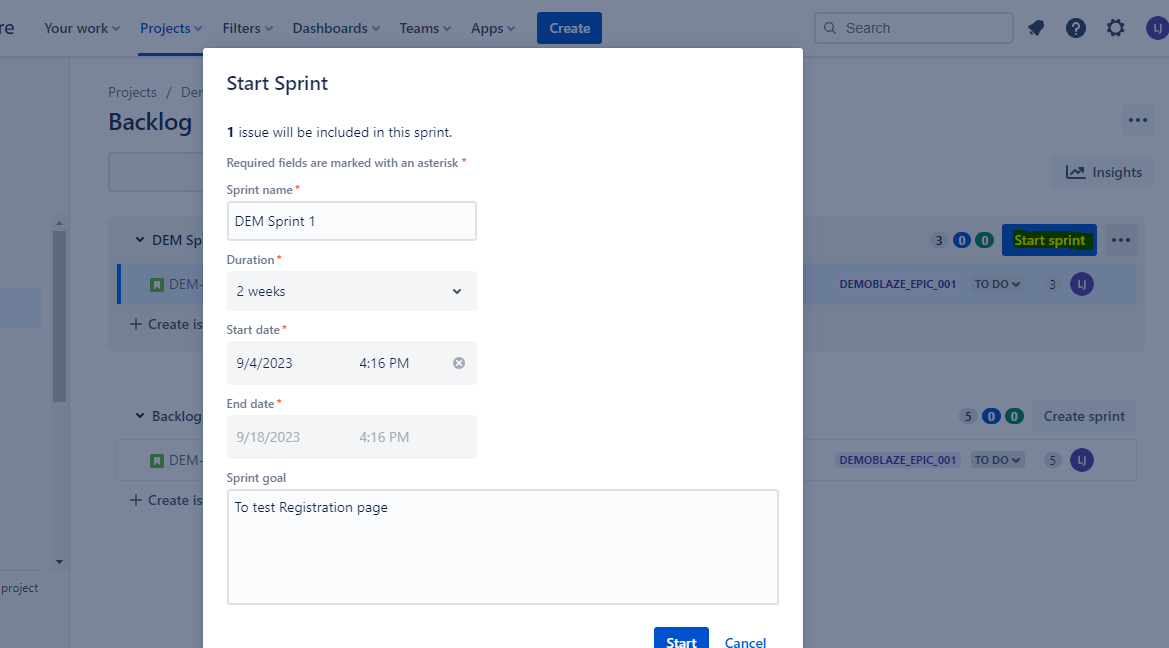 re Your work Projects Filters Dashboards Teams Apps Create Search LJ
Projects / Der
Backlog
Insights
DEM Sp 3 0 0 Start sprint
DEM- DEMOBLAZE_EPIC_001 TO DO 3 LJ
+ Create is
Backlog 5 0 0 Create sprint
DEM- DEMOBLAZE_EPIC_001 TO DO 5 LJ
+ Create is
project
Start Sprint
1 issue will be included in this sprint.
Required fields are marked with an asterisk *
Sprint name *
DEM Sprint 1
Duration *
2 weeks
Start date *
9/4/2023 4:16 PM
End date *
9/18/2023 4:16 PM
Sprint goal
To test Registration page
Start Cancel